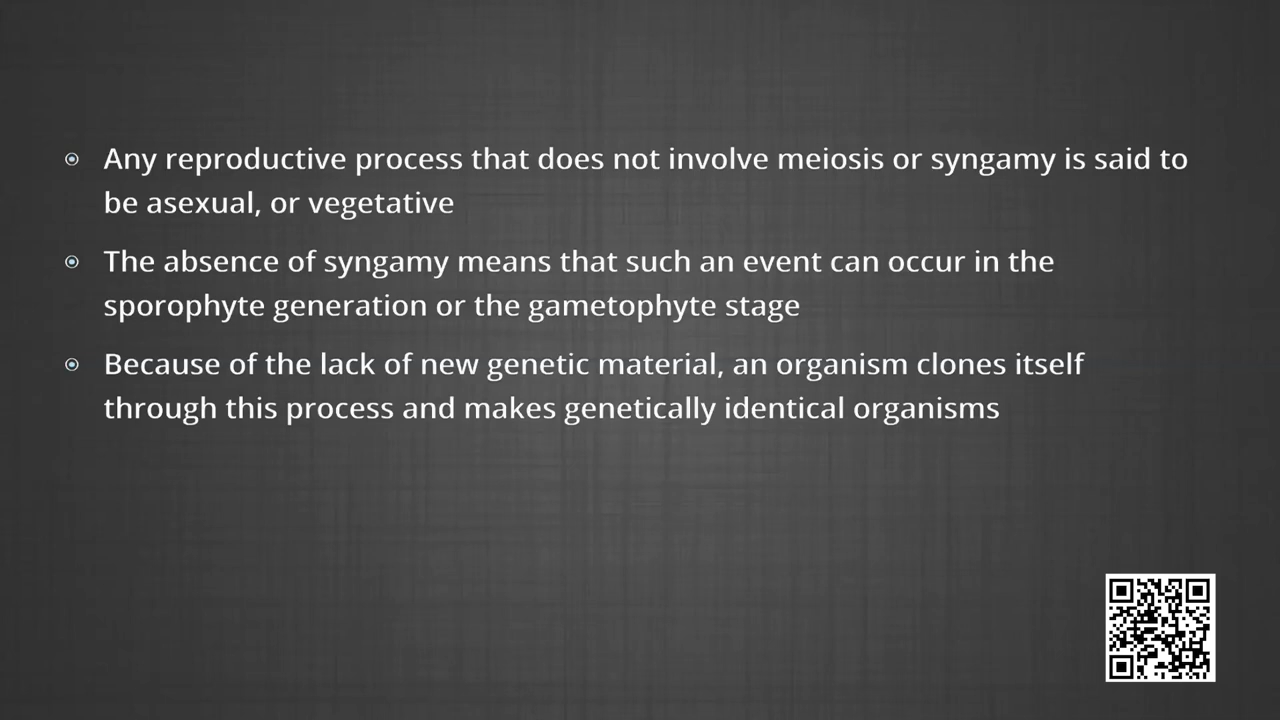 Any reproductive process that does not involve meiosis or syngamy is said to
be asexual, or vegetative
The absence of syngamy means that such an event can occur in the
sporophyte generation or the gametophyte stage
Because of the lack of new genetic material, an organism clones itself
through this process and makes genetically identical organisms